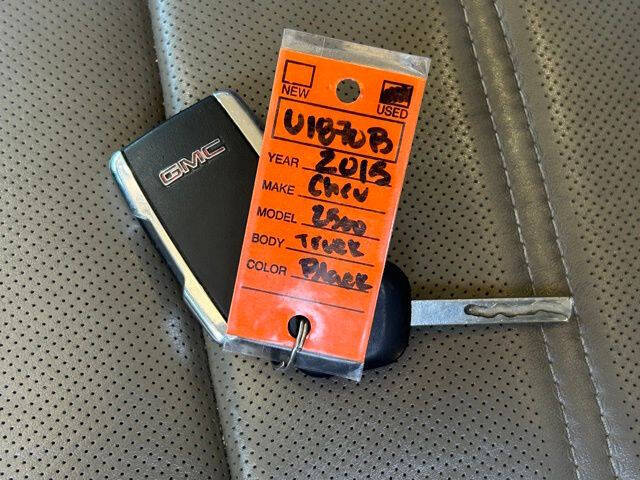 NEW
USED
U1870B
YEAR 2015
MAKE Chev
MODEL 2500
BODY Truck
COLOR Black
GMC